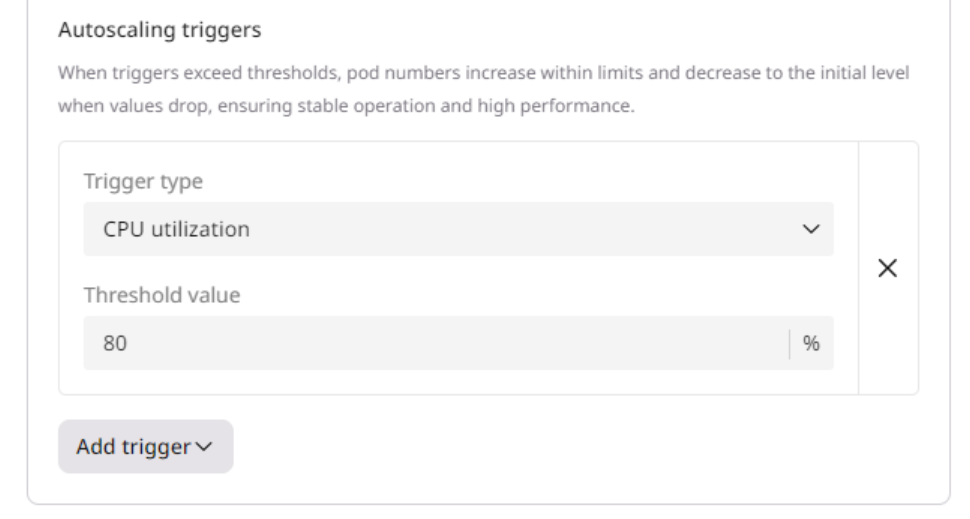 Autoscaling triggers
When triggers exceed thresholds, pod numbers increase within limits and decrease to the initial level
when values drop, ensuring stable operation and high performance.
Trigger type
CPU utilization
Threshold value
80 %
Add trigger